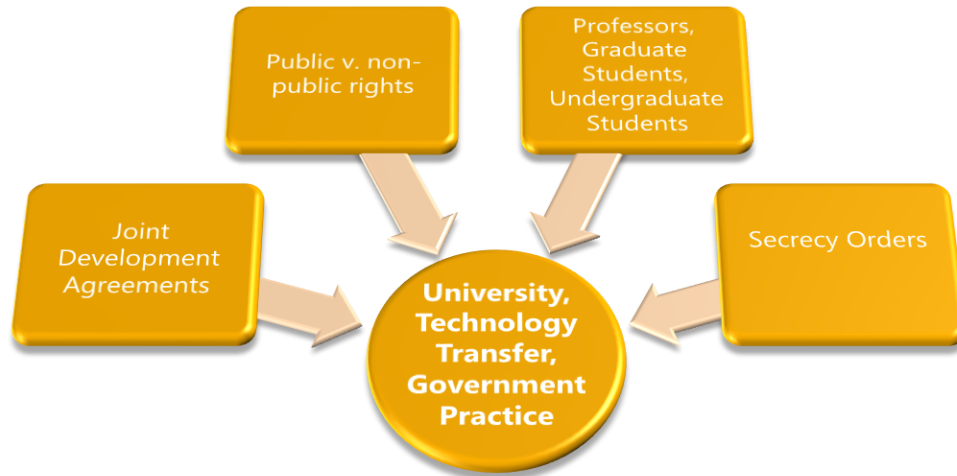 Joint
Development
Agreements
Public v. non-
public rights
Professors,
Graduate
Students,
Undergraduate
Students
Secrecy Orders
University,
Technology
Transfer,
Government
Practice